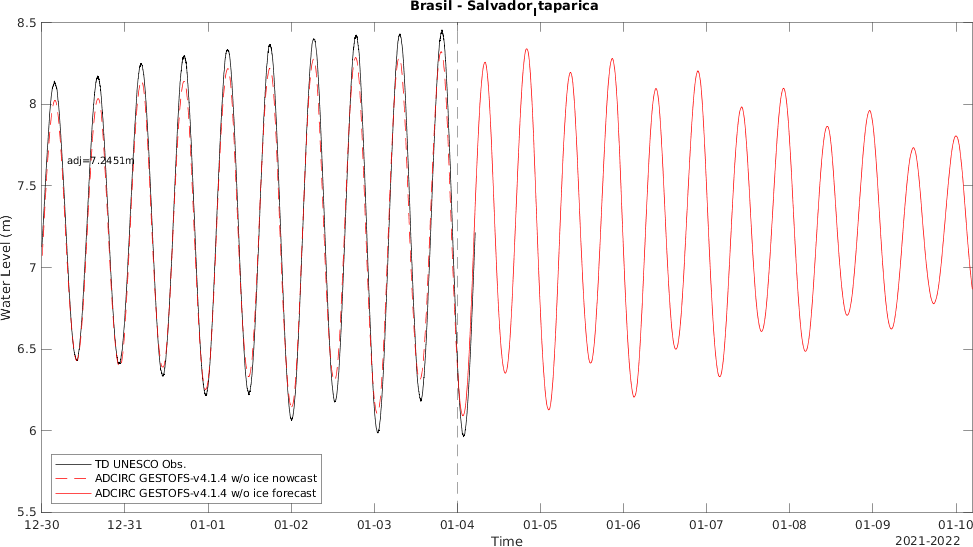 Brasil - Salvador Itaparica
8.5
8
7.5
7
6.5
6
5.5
Water Level (m)
adj=7.2451m
TD UNESCO Obs.
ADCIRC GESTOFS-v4.1.4 w/o ice nowcast
ADCIRC GESTOFS-v4.1.4 w/o ice forecast
12-30 12-31 01-01 01-02 01-03 01-04 01-05 01-06 01-07 01-08 01-09 01-10
Time
2021-2022